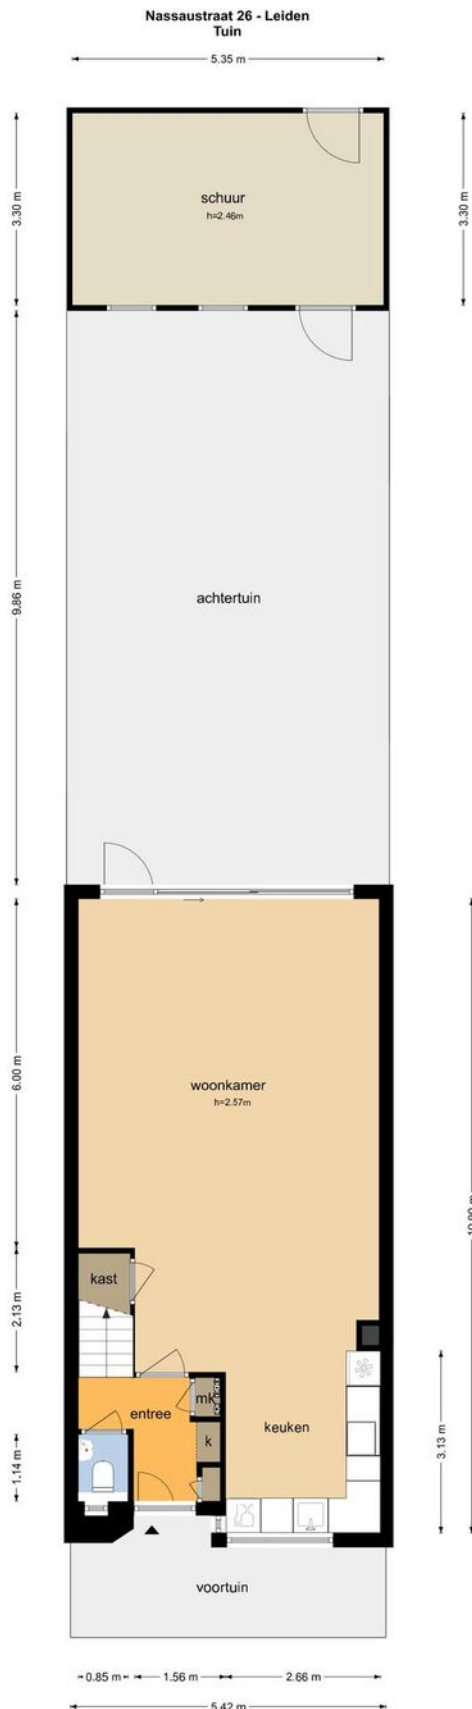 Nassaustraat 26 - Leiden
Tuin
5.35 m
3.30 m
schuur
h=2.46m
3.30 m
9.86 m
achtertuin
6.00 m
woonkamer
h=2.57m
2.13 m
kast
entree
mk
k
keuken
3.13 m
1.14 m
voortuin
0.85 m
1.56 m
2.66 m
5.42 m